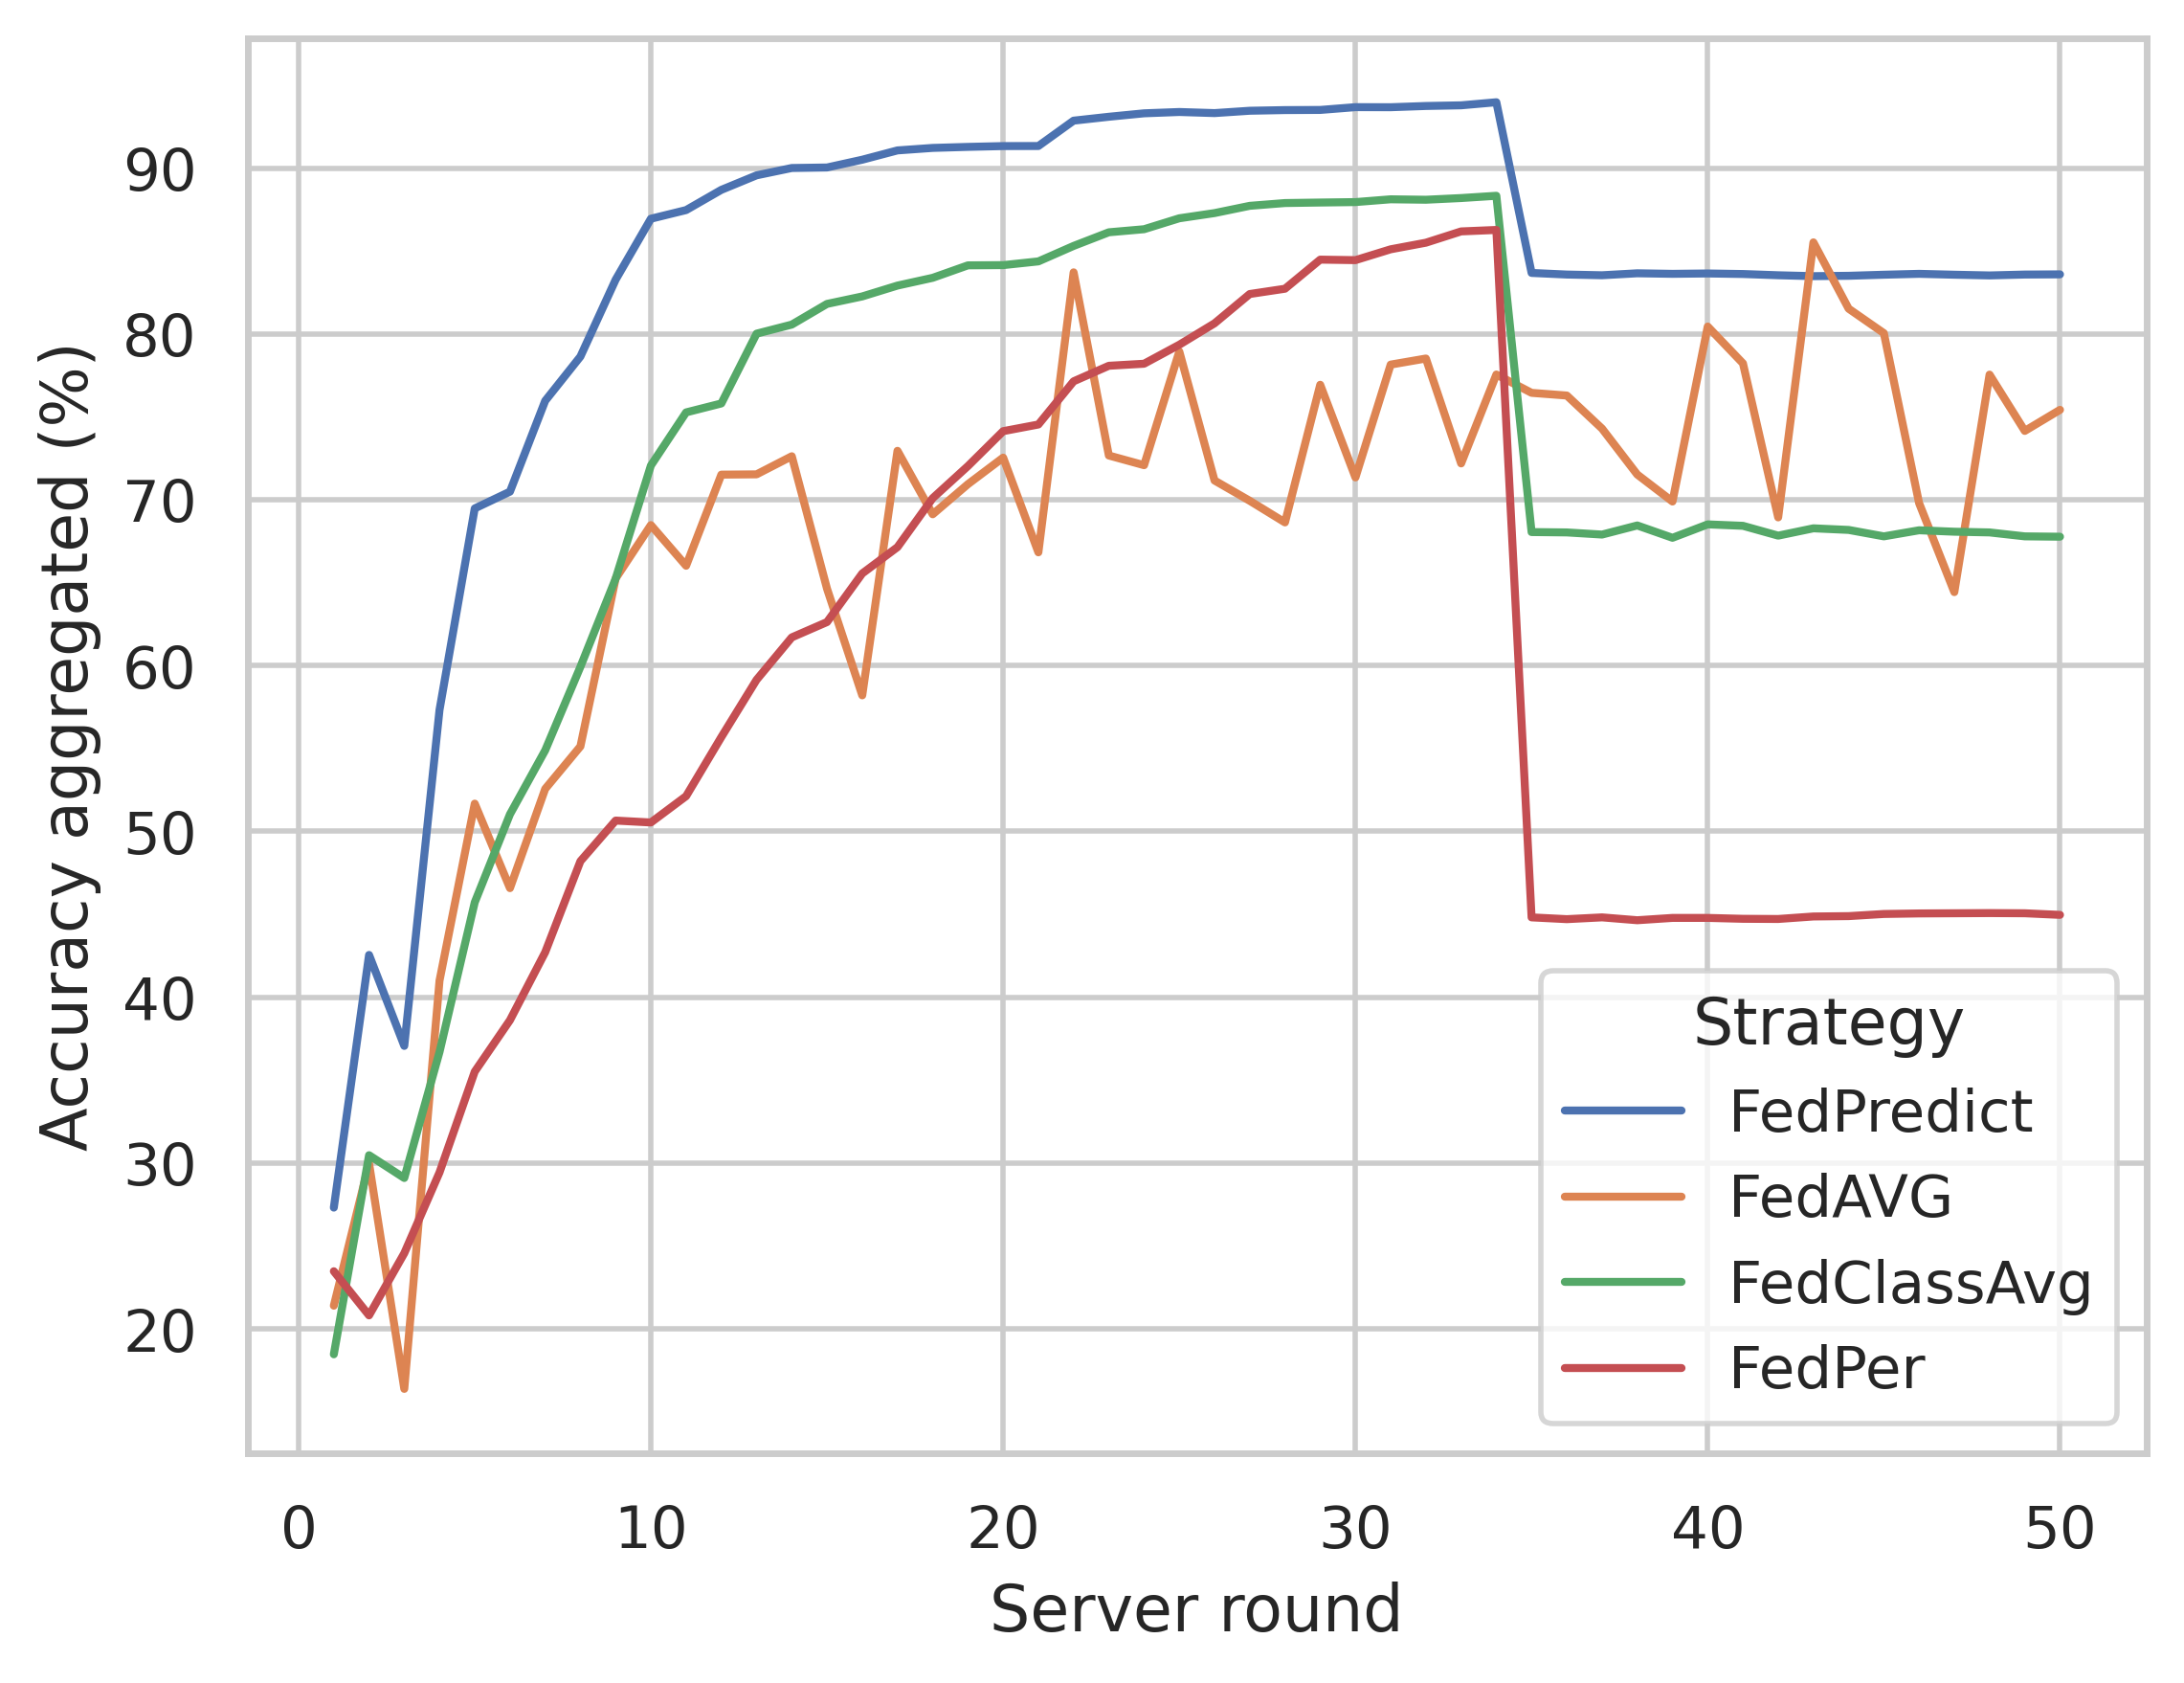 Accuracy aggregated (%)
90
80
70
60
50
40
30
20
Strategy
FedPredict
FedAVG
FedClassAvg
FedPer
0 10 20 30 40 50
Server round